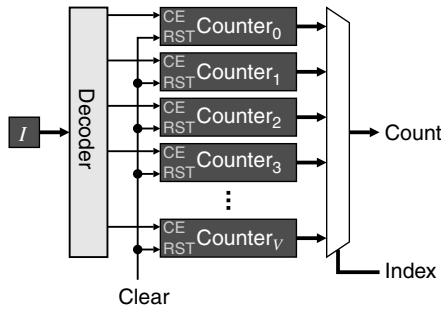 CE
RST
Counter0
CE
RST
Counter1
CE
RST
Counter2
CE
RST
Counter3
CE
RST
CounterV
I
Decoder
Count
Index
Clear